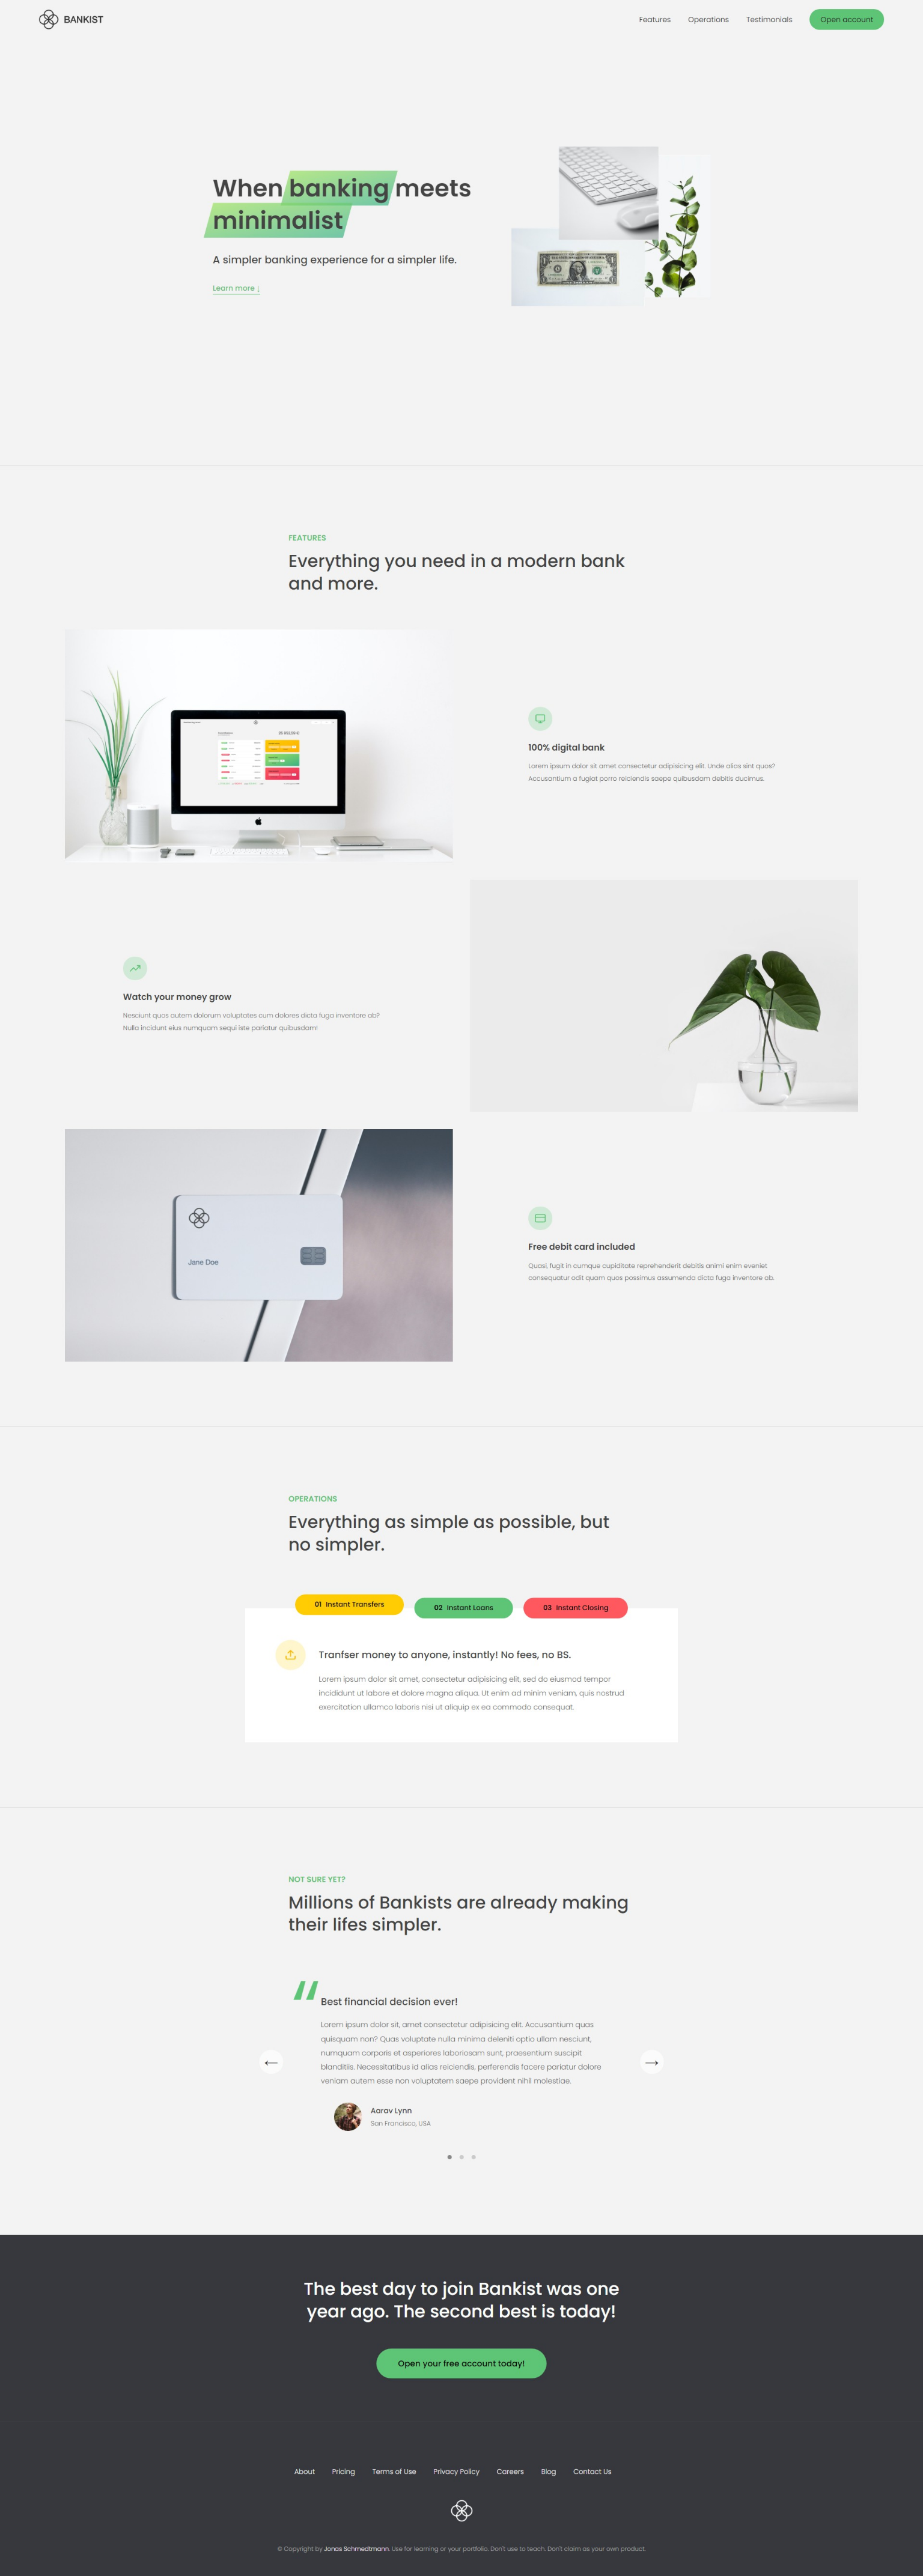 BANKIST
Features
Operations
Testimonials
Open account
When banking meets
minimalist
A simpler banking experience for a simpler life.
Learn more ↓
FEATURES
Everything you need in a modern bank
and more.
100% digital bank
Lorem ipsum dolor sit amet consectetur adipisicing elit. Unde alias sint quos?
Accusantium a fugiat porro reiciendis saepe quibusdam debitis ducimus.
Watch your money grow
Nesciunt quos autem dolorum voluptates cum dolores dicta fuga inventore ab?
Nulla incidunt eius numquam sequi iste pariatur quibusdam!
Jane Doe
Free debit card included
Quasi, fugit in cumque cupiditate reprehenderit debitis animi enim eveniet
consequatur odit quam quos possimus assumenda dicta fuga inventore ab.
OPERATIONS
Everything as simple as possible, but
no simpler.
01 Instant Transfers
02 Instant Loans
03 Instant Closing
Tranfser money to anyone, instantly! No fees, no BS.
Lorem ipsum dolor sit amet, consectetur adipisicing elit, sed do eiusmod tempor
incididunt ut labore et dolore magna aliqua. Ut enim ad minim veniam, quis nostrud
exercitation ullamco laboris nisi ut aliquip ex ea commodo consequat.
NOT SURE YET?
Millions of Bankists are already making
their lifes simpler.
Best financial decision ever!
Lorem ipsum dolor sit, amet consectetur adipisicing elit. Accusantium quas
quisquam non? Quas voluptate nulla minima deleniti optio ullam nesciunt,
numquam corporis et asperiores laboriosam sunt, praesentium suscipit
blanditiis. Necessitatibus id alias reiciendis, perferendis facere pariatur dolore
veniam autem esse non voluptatem saepe provident nihil molestiae.
←
→
Aarav Lynn
San Francisco, USA
The best day to join Bankist was one
year ago. The second best is today!
Open your free account today!
About
Pricing
Terms of Use
Privacy Policy
Careers
Blog
Contact Us
© Copyright by Jonas Schmedtmann. Use for learning or your portfolio. Don't use to teach. Don't claim as your own product.